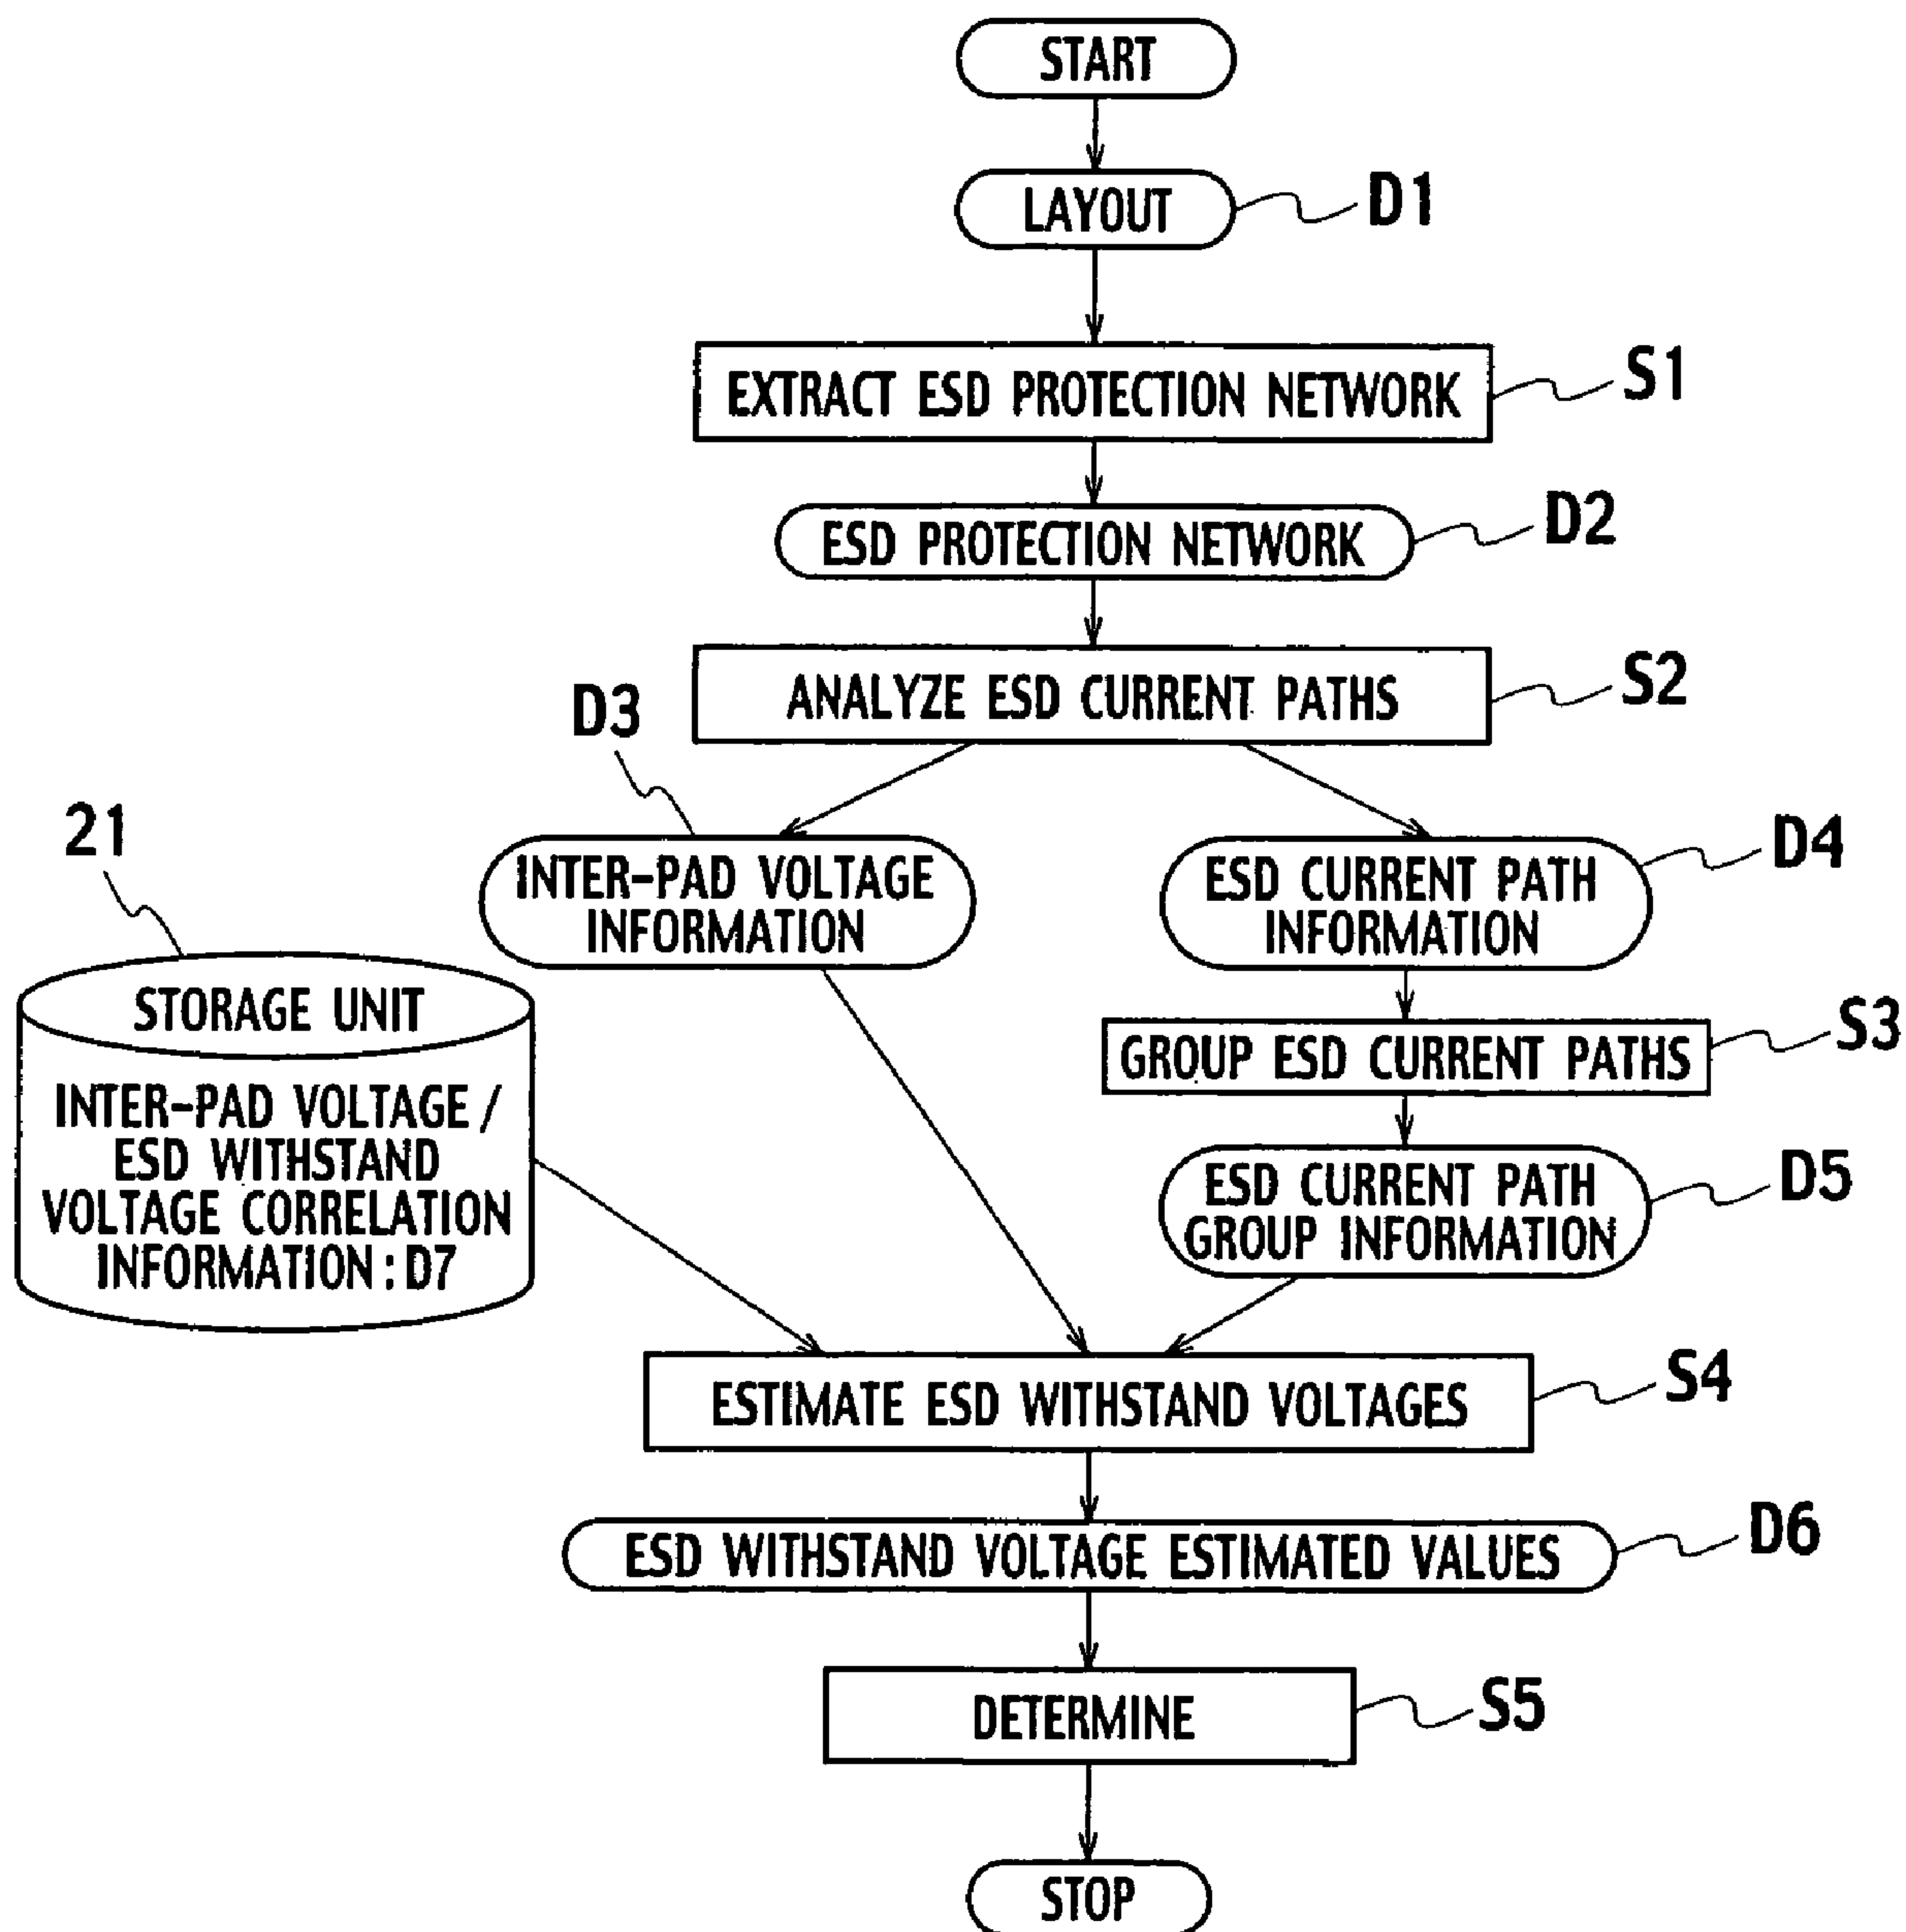 START
LAYOUT
D1
EXTRACT ESD PROTECTION NETWORK
S1
ESD PROTECTION NETWORK
D2
ANALYZE ESD CURRENT PATHS
S2
D3
INTER-PAD VOLTAGE
INFORMATION
ESD CURRENT PATH
INFORMATION
D4
21
STORAGE UNIT
INTER-PAD VOLTAGE /
ESD WITHSTAND
VOLTAGE CORRELATION
INFORMATION : D7
GROUP ESD CURRENT PATHS
S3
ESD CURRENT PATH
GROUP INFORMATION
D5
ESTIMATE ESD WITHSTAND VOLTAGES
S4
ESD WITHSTAND VOLTAGE ESTIMATED VALUES
D6
DETERMINE
S5
STOP